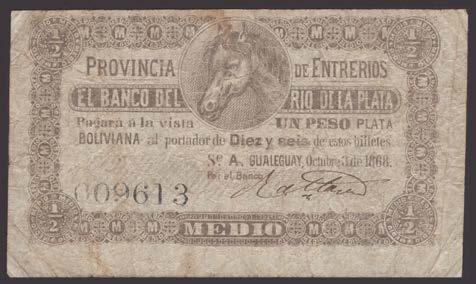 1/2 M M M M M M M M 1/2
PROVINCIA DE ENTRERIOS
EL BANCO DEL RIO DE LA PLATA
Pagará á la vista UN PESO PLATA
BOLIVIANA al portador de Diez y seis de estos billetes
Se. A. GUALEGUAY, Octubre 3 1 de 1868.
Por el Banco
009613
1/2 MEDIO 1/2